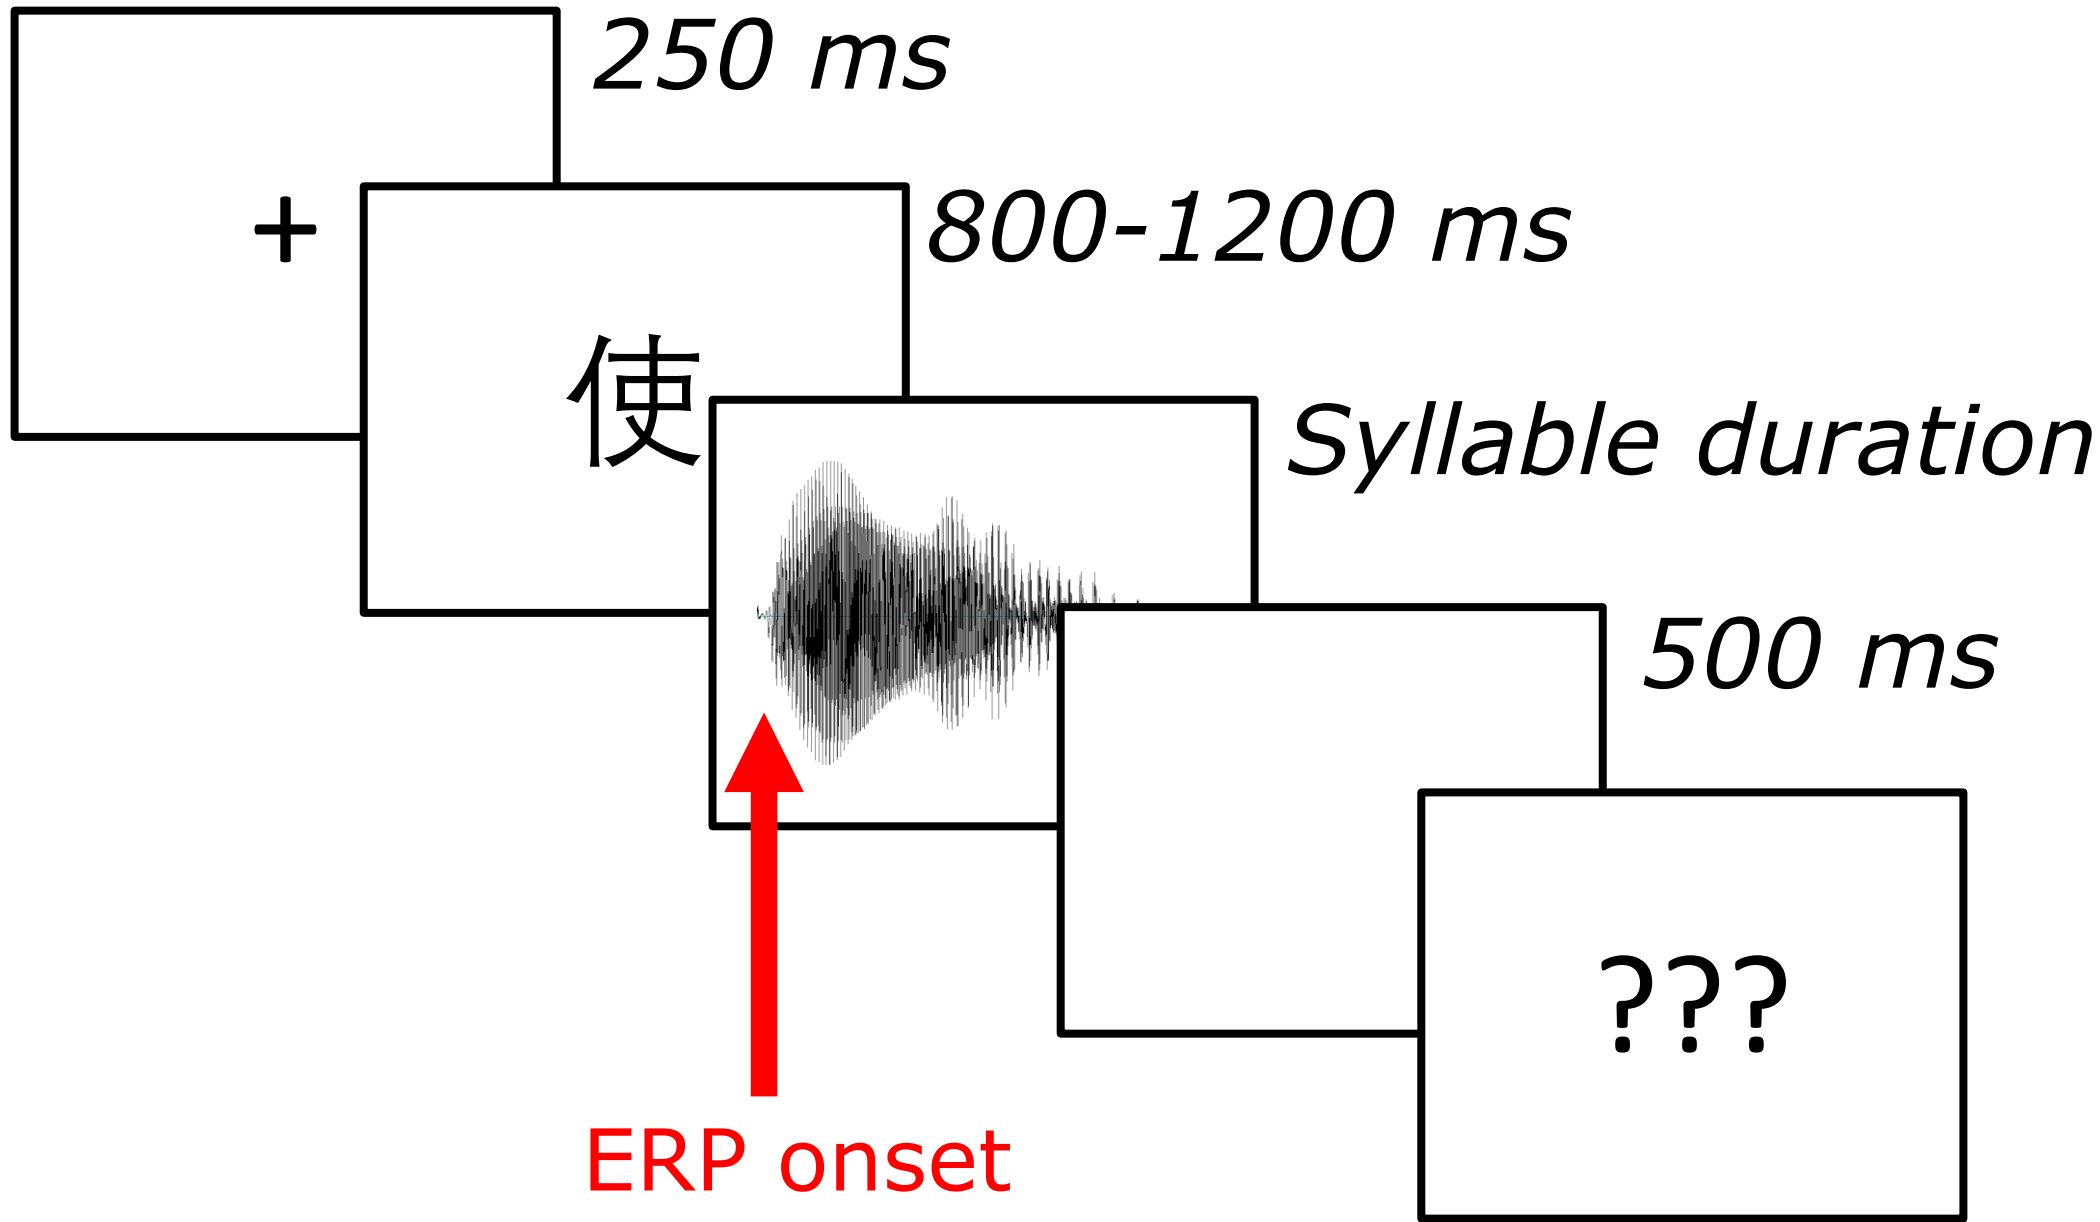 250 ms
+
800-1200 ms
使
Syllable duration
500 ms
???
ERP onset